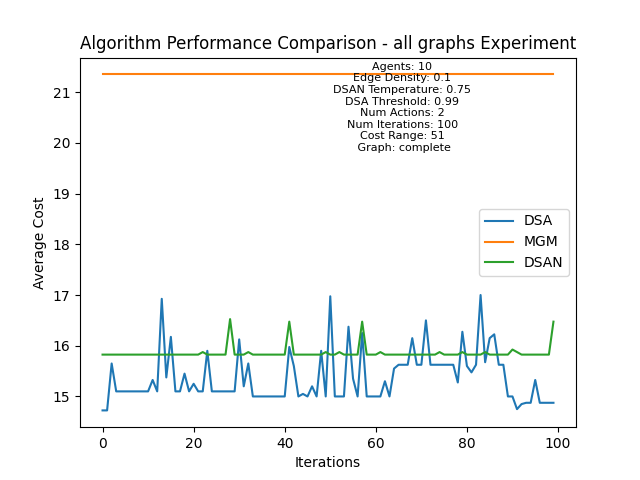 Algorithm Performance Comparison - all graphs Experiment
Agents: 10
Edge Density: 0.1
DSAN Temperature: 0.75
DSA Threshold: 0.99
Num Actions: 2
Num Iterations: 100
Cost Range: 51
Graph: complete
DSA
MGM
DSAN
Average Cost
21
20
19
18
17
16
15
0
20
40
60
80
100
Iterations